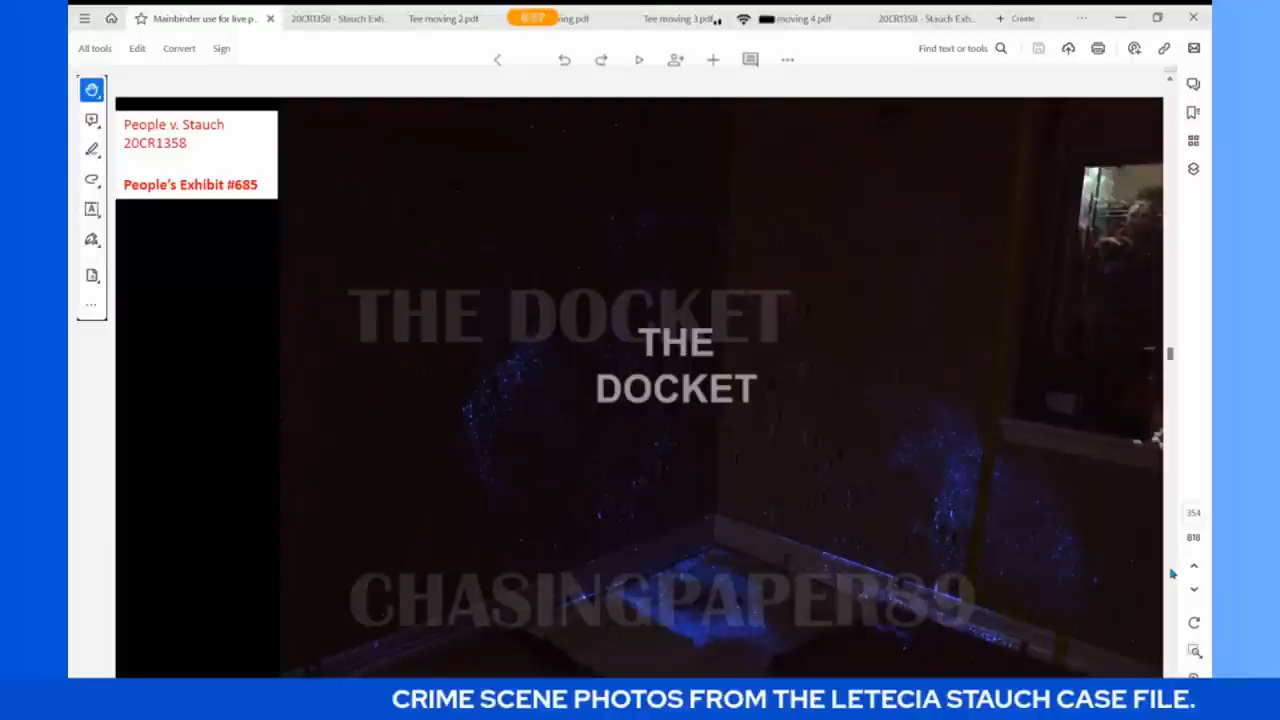 Mainbinder use for live.p...
20CR1358 - Stauch Exh...
Tee moving 2.pdf
ing.pdf
Tee moving 3.pdf
moving 4.pdf
20CR1358 - Stauch Exh...
+ Create
All tools
Edit
Convert
Sign
Find text or tools
People v. Stauch
20CR1358
People's Exhibit #685
THE DOCKET
THE
DOCKET
CHASINGPAPER89
354
818
CRIME SCENE PHOTOS FROM THE LETECIA STAUCH CASE FILE.